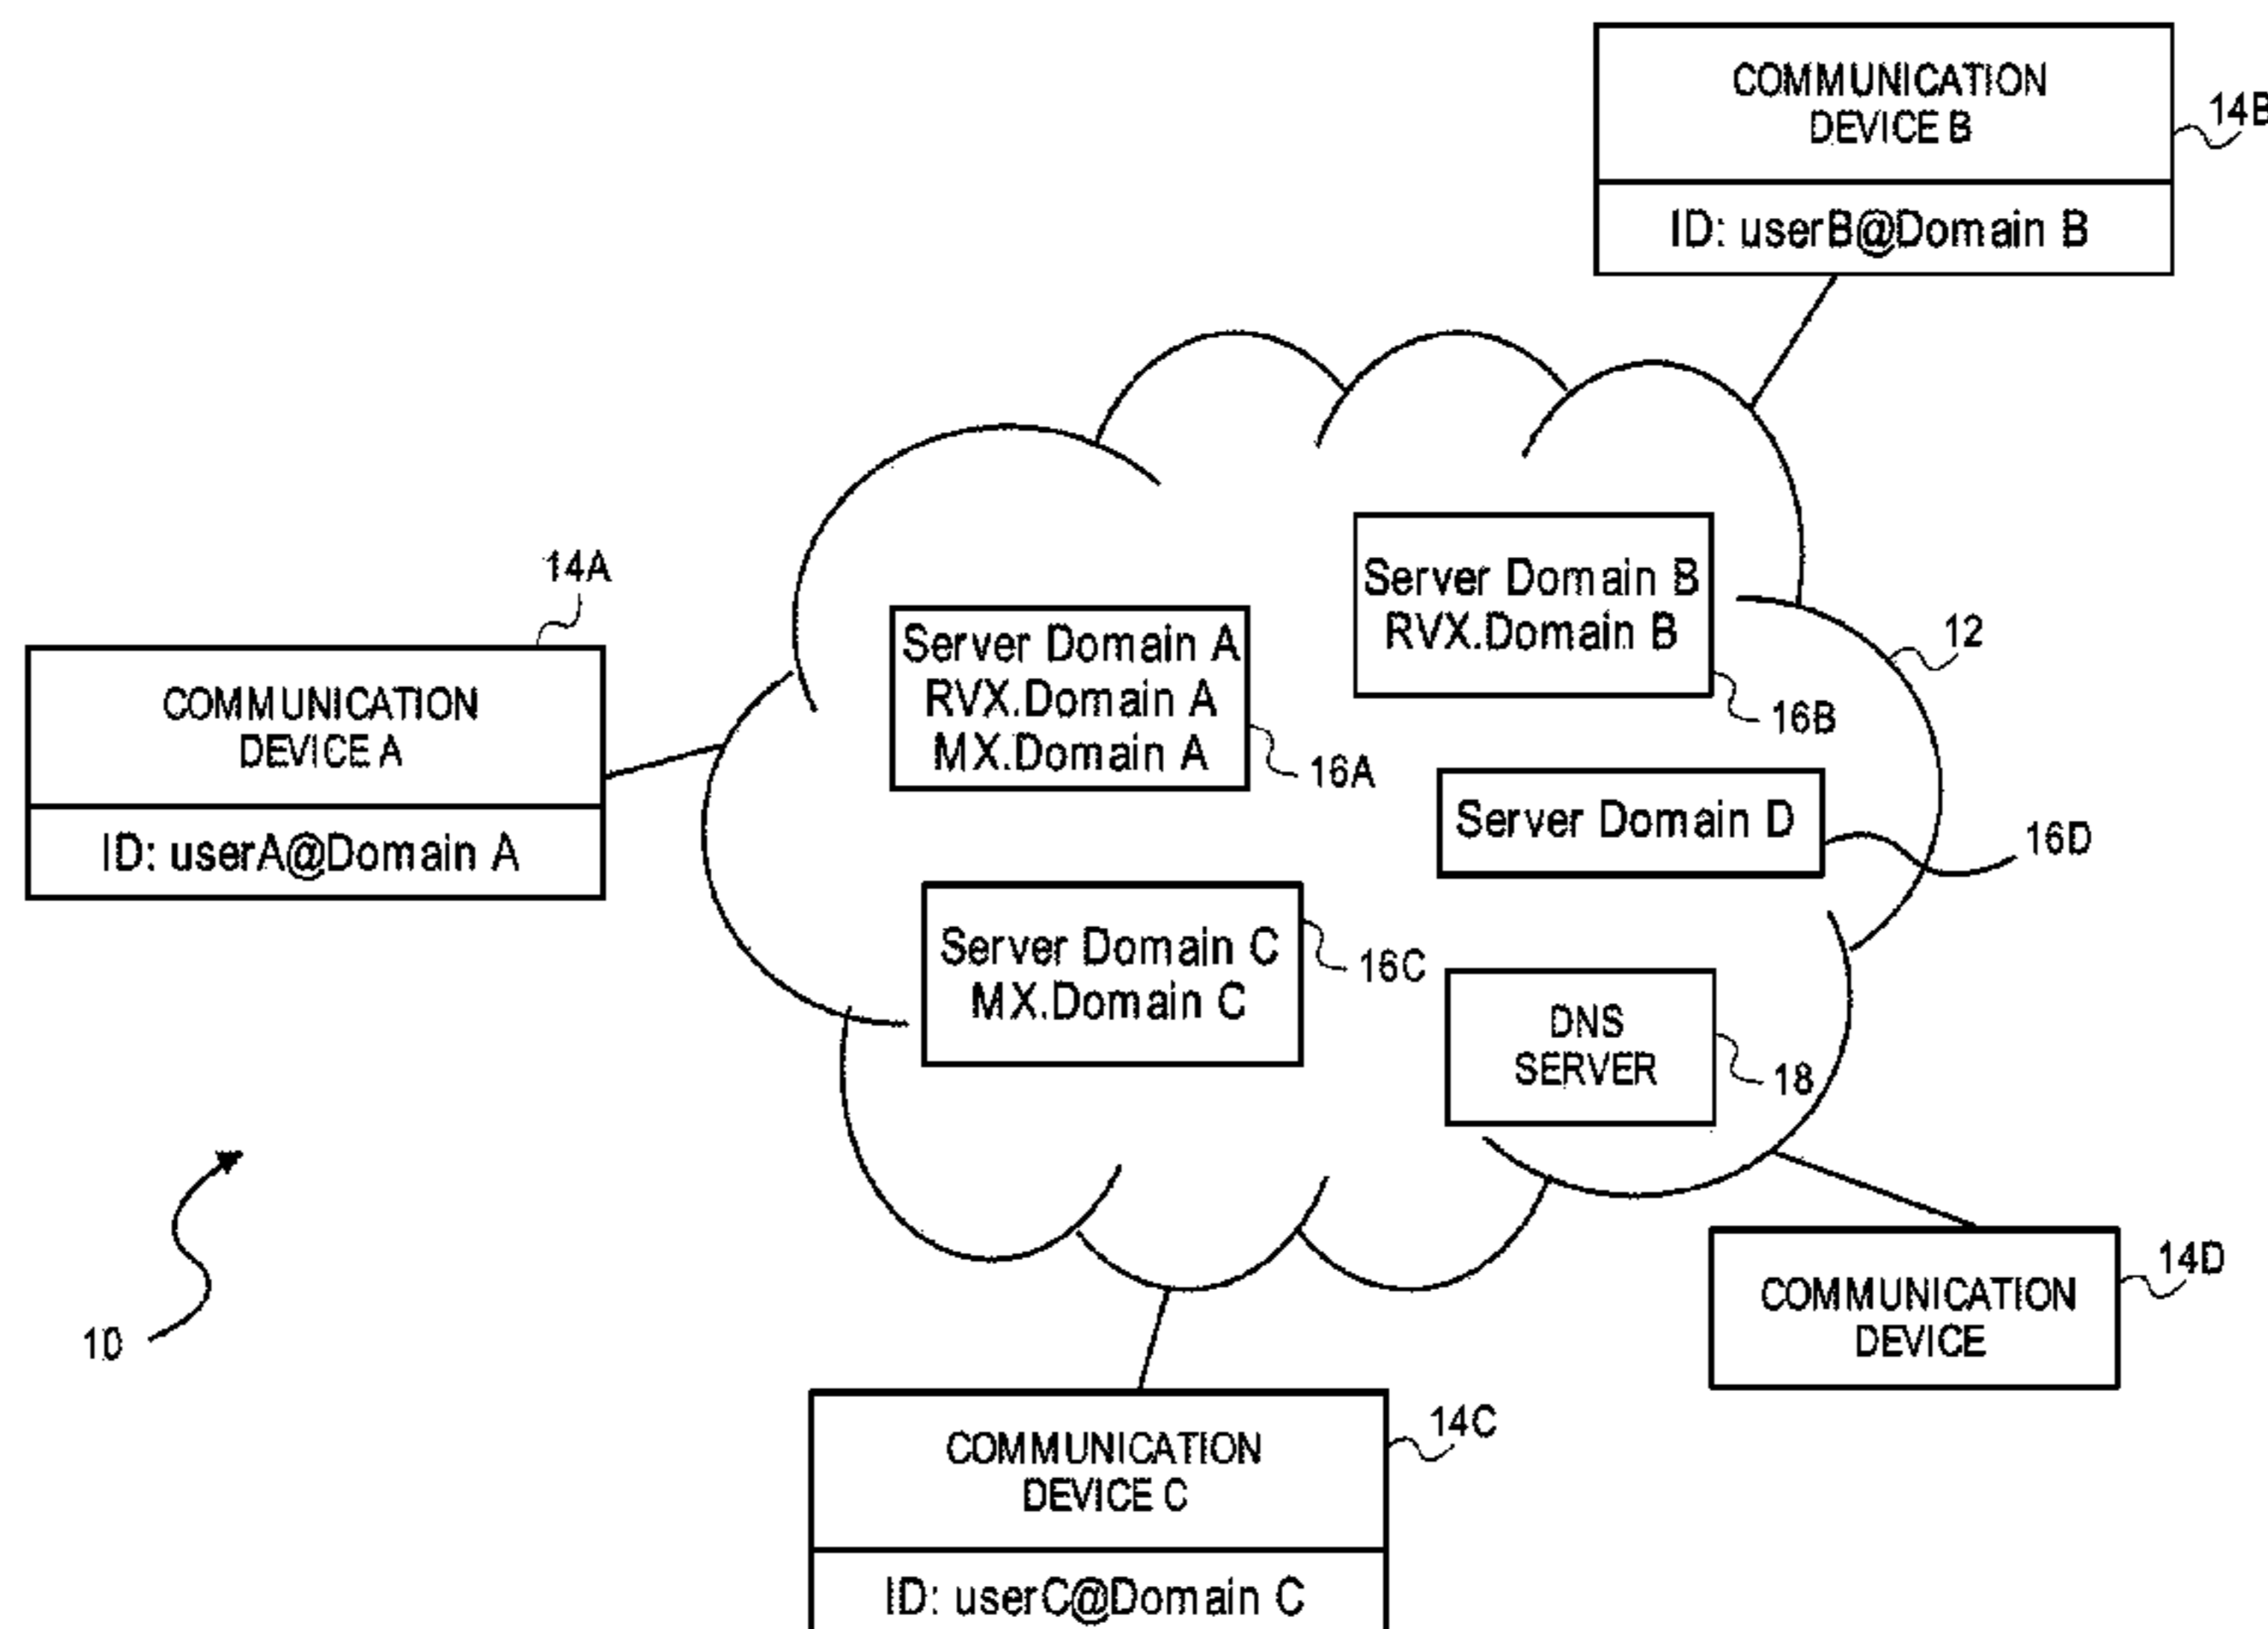 COMMUNICATION
DEVICE B
14B
ID: userB@Domain B
14A
COMMUNICATION
DEVICE A
ID: userA@Domain A
Server Domain A
RVX.Domain A
MX.Domain A
16A
Server Domain B
RVX.Domain B
16B
12
Server Domain D
16D
Server Domain C
MX.Domain C
16C
DNS
SERVER
18
10
COMMUNICATION
DEVICE
14D
COMMUNICATION
DEVICE C
14C
ID: userC@Domain C